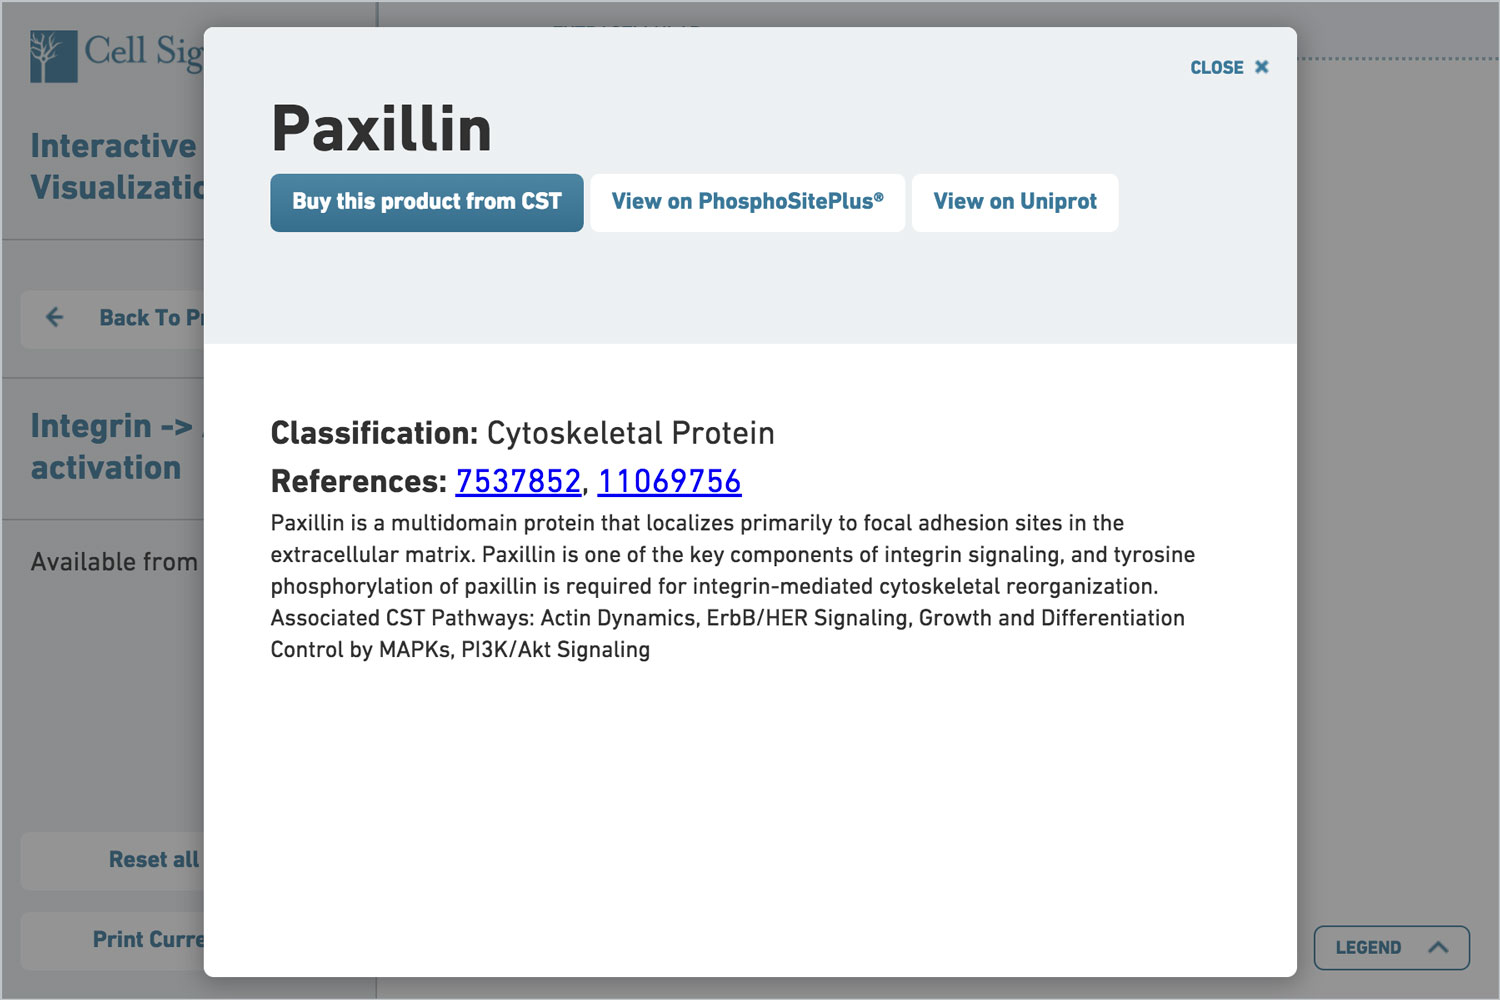 Cell Sig
Interactive
Visualizatio
Back To Pr
Integrin ->
activation
Available from
Reset all
Print Curre
CLOSE ×
Paxillin
Buy this product from CST
View on PhosphoSitePlus®
View on Uniprot
Classification: Cytoskeletal Protein
References: 7537852, 11069756
Paxillin is a multidomain protein that localizes primarily to focal adhesion sites in the
extracellular matrix. Paxillin is one of the key components of integrin signaling, and tyrosine
phosphorylation of paxillin is required for integrin-mediated cytoskeletal reorganization.
Associated CST Pathways: Actin Dynamics, ErbB/HER Signaling, Growth and Differentiation
Control by MAPKs, PI3K/Akt Signaling
LEGEND